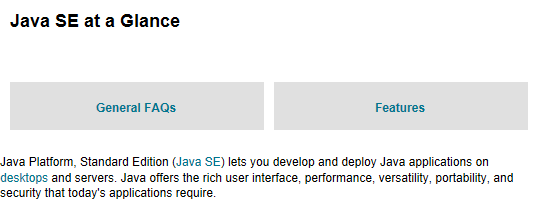 Java SE at a Glance
General FAQs
Features
Java Platform, Standard Edition (Java SE) lets you develop and deploy Java applications on
desktops and servers. Java offers the rich user interface, performance, versatility, portability, and
security that today's applications require.